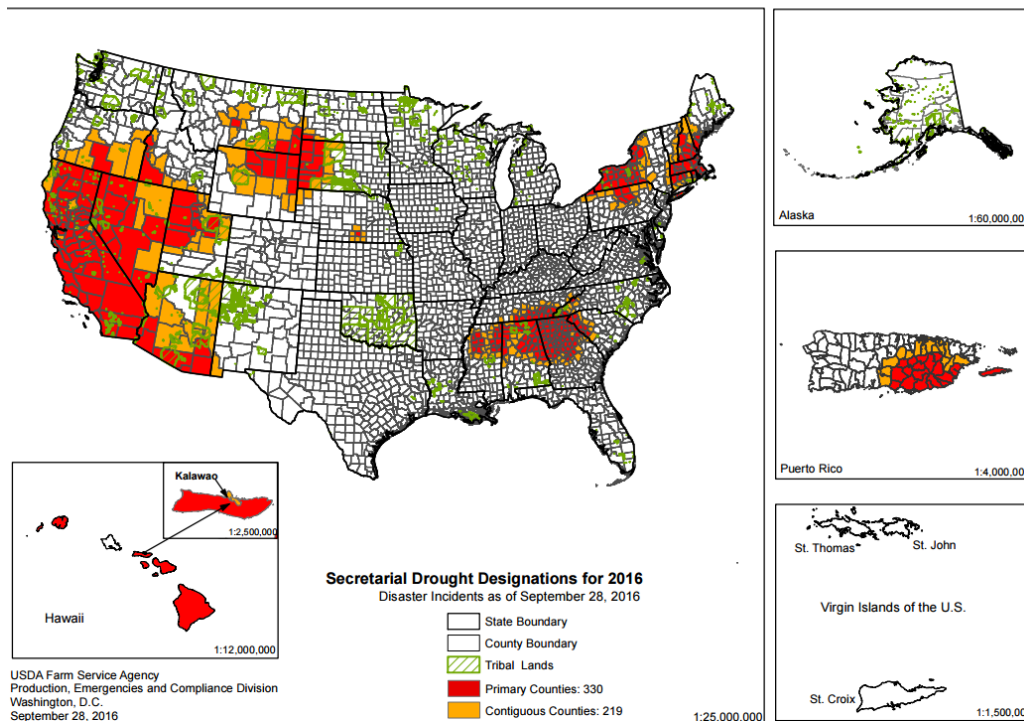 Alaska
1:60,000,00
Puerto Rico
1:4,000,00
St. Thomas
St. John
Virgin Islands of the U.S.
St. Croix
1:1,500,00
Kalawao
1:2,500,000
Hawaii
1:12,000,000
Secretarial Drought Designations for 2016
Disaster Incidents as of September 28, 2016
State Boundary
County Boundary
Tribal Lands
Primary Counties: 330
Contiguous Counties: 219
1:25,000,000
USDA Farm Service Agency
Production, Emergencies and Compliance Division
Washington, D.C.
September 28, 2016